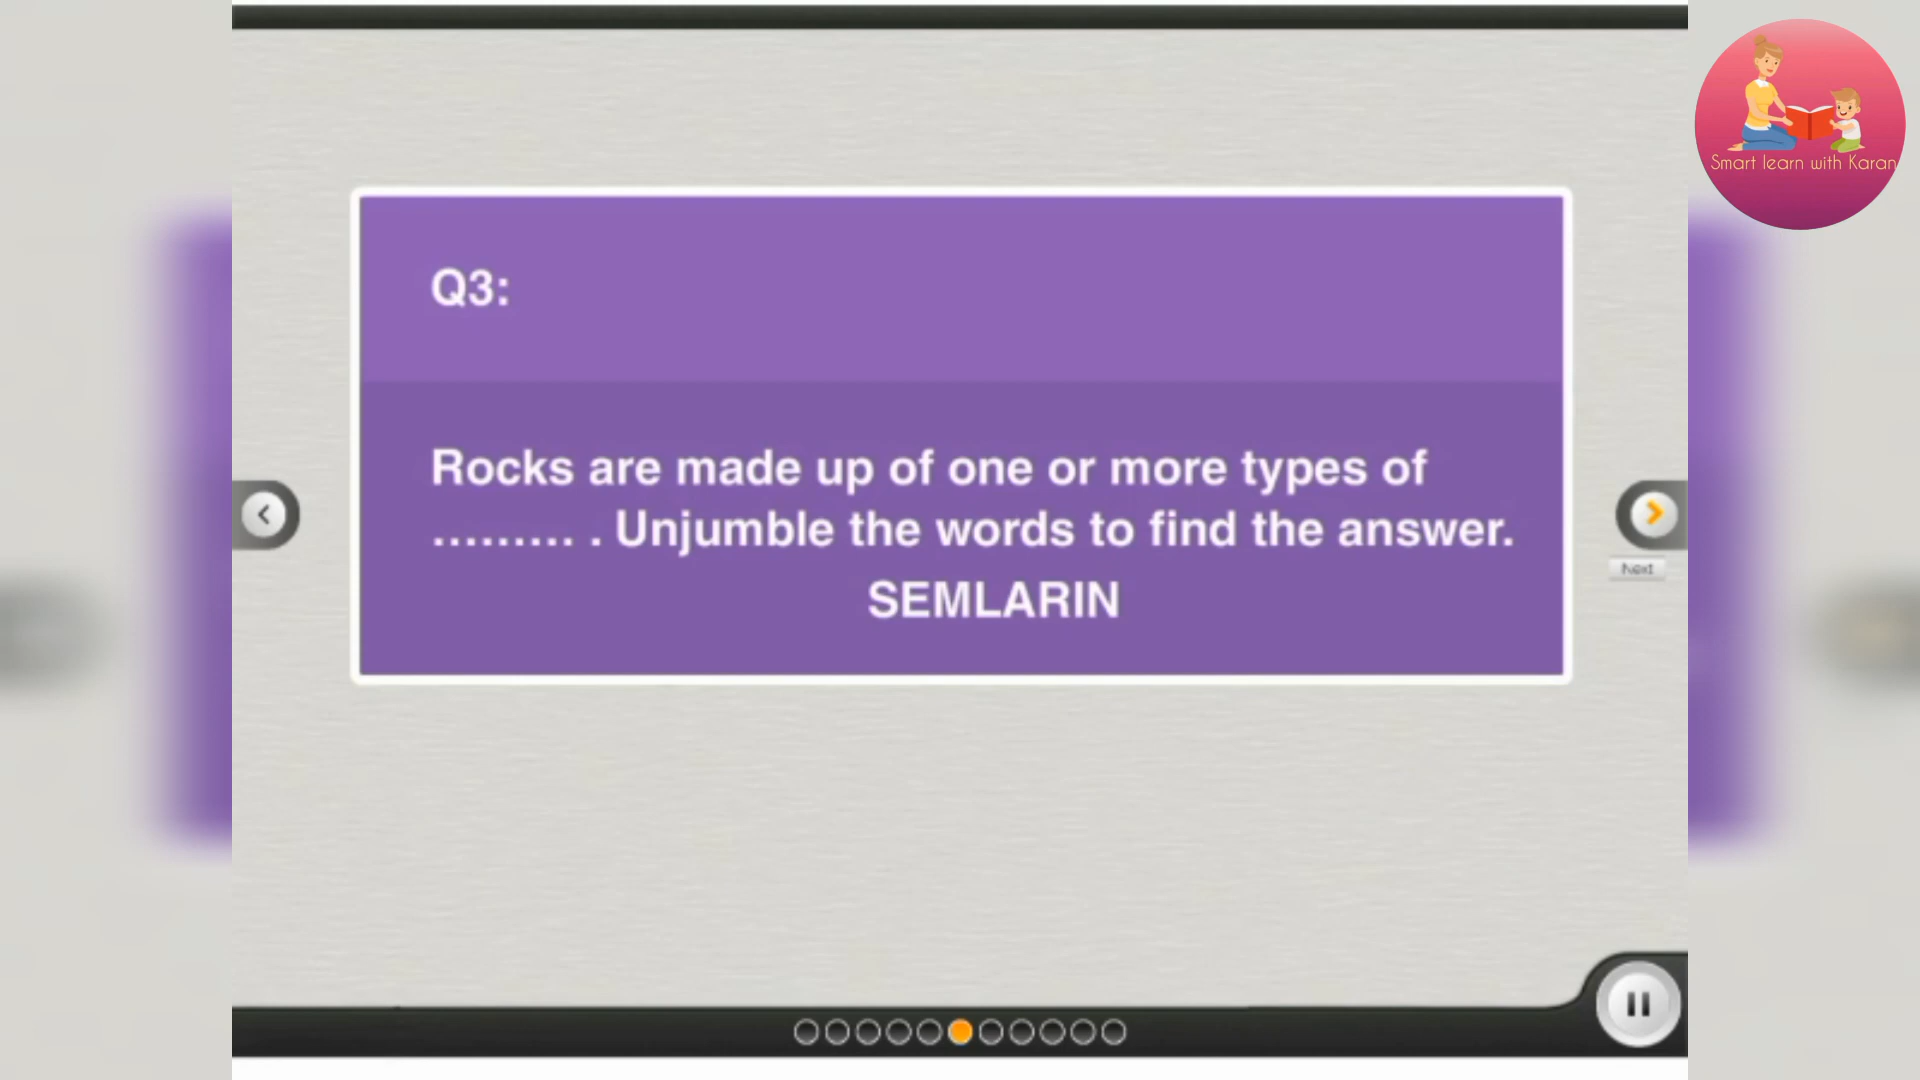 Smart learn with Karan
Q3:
Rocks are made up of one or more types of
......... . Unjumble the words to find the answer.
SEMLARIN
Next